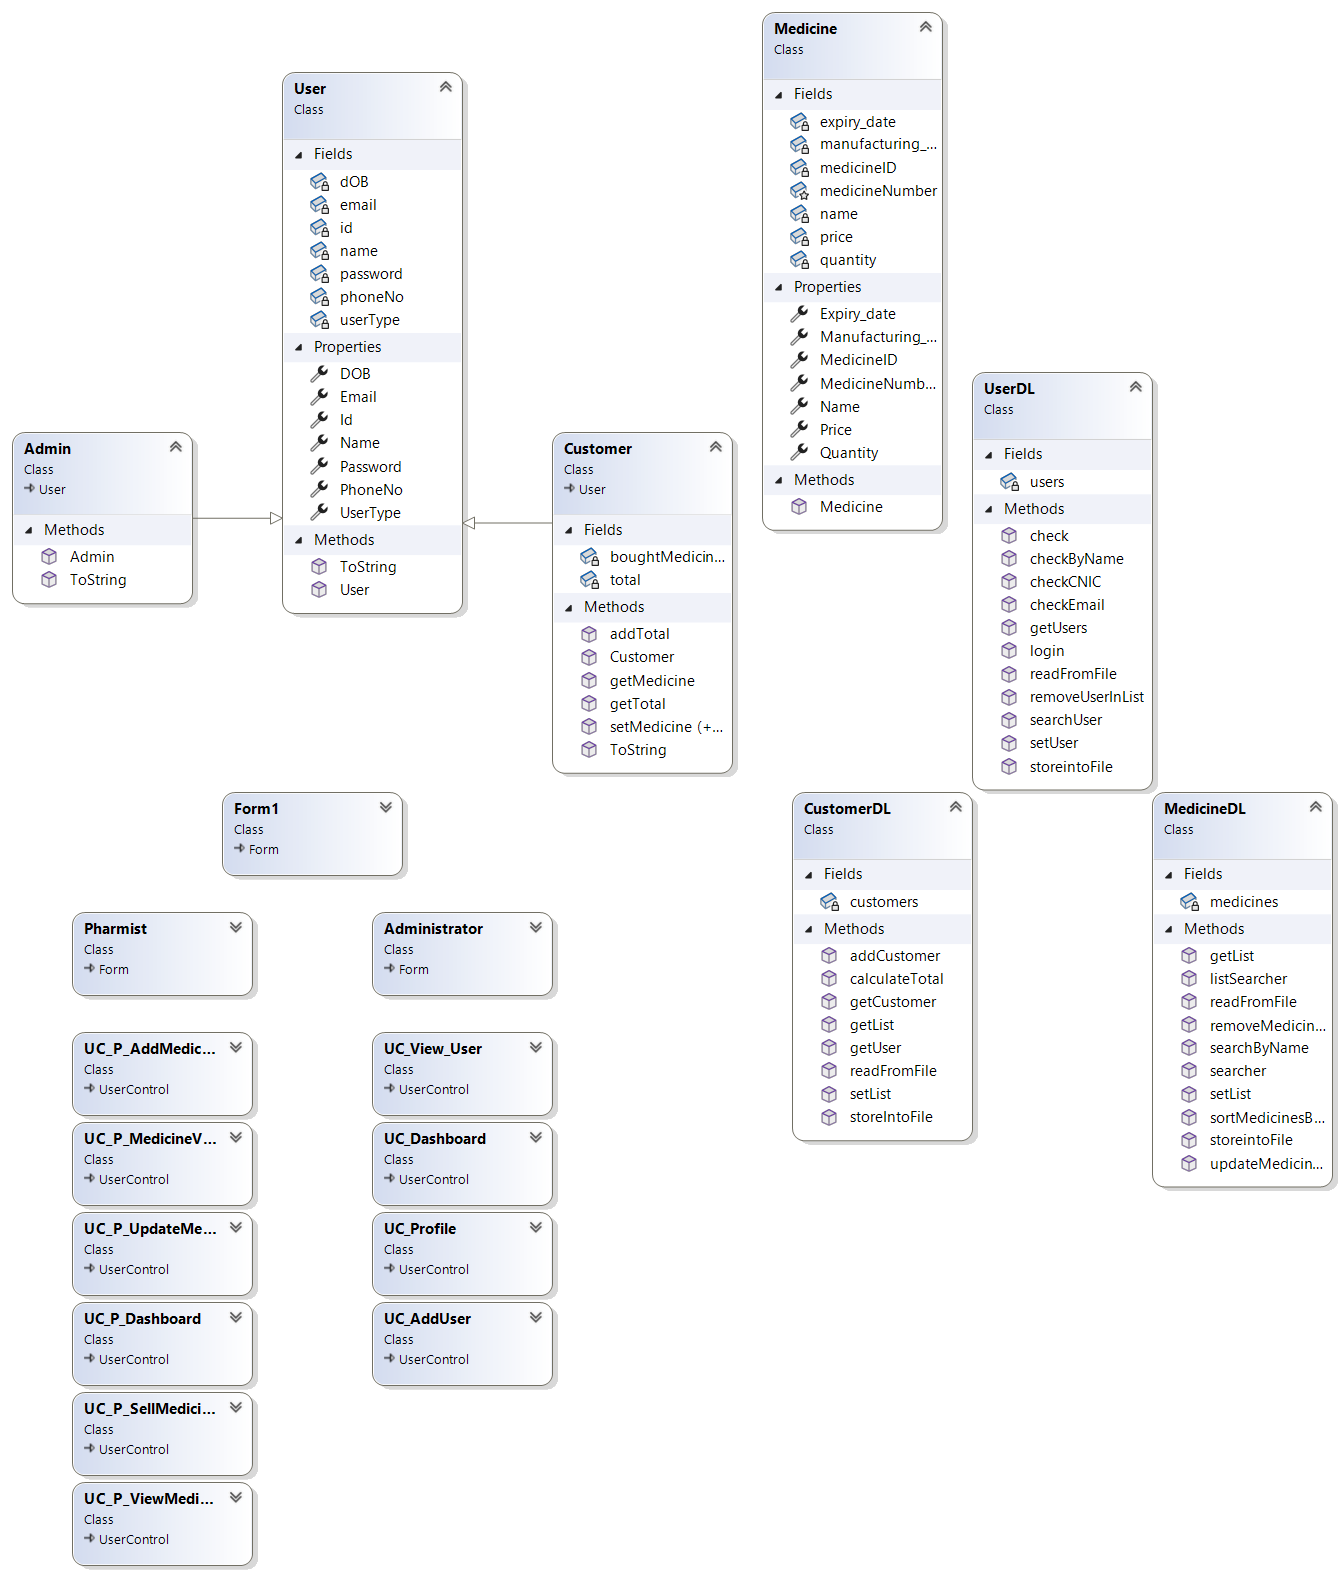 Medicine
Class
Fields
expiry_date
manufacturing_...
medicineID
medicineNumber
name
price
quantity
Properties
Expiry_date
Manufacturing_...
MedicineID
MedicineNumb...
Name
Price
Quantity
Methods
Medicine
User
Class
Fields
dOB
email
id
name
password
phoneNo
userType
Properties
DOB
Email
Id
Name
Password
PhoneNo
UserType
Methods
ToString
User
Admin
Class
User
Methods
Admin
ToString
Customer
Class
User
Fields
boughtMedicin...
total
Methods
addTotal
Customer
getMedicine
getTotal
setMedicine (+...
ToString
UserDL
Class
Fields
users
Methods
check
checkByName
checkCNIC
checkEmail
getUsers
login
readFromFile
removeUserInList
searchUser
setUser
storeintoFile
Form1
Class
Form
CustomerDL
Class
Fields
customers
Methods
addCustomer
calculateTotal
getCustomer
getList
getUser
readFromFile
setList
storeIntoFile
MedicineDL
Class
Fields
medicines
Methods
getList
listSearcher
readFromFile
removeMedicin...
searchByName
searcher
setList
sortMedicinesB...
storeintoFile
updateMedicin...
Pharmist
Class
Form
UC_P_AddMedic...
Class
UserControl
UC_P_MedicineV...
Class
UserControl
UC_P_UpdateMe...
Class
UserControl
UC_P_Dashboard
Class
UserControl
UC_P_SellMedici...
Class
UserControl
UC_P_ViewMedi...
Class
UserControl
Administrator
Class
Form
UC_View_User
Class
UserControl
UC_Dashboard
Class
UserControl
UC_Profile
Class
UserControl
UC_AddUser
Class
UserControl